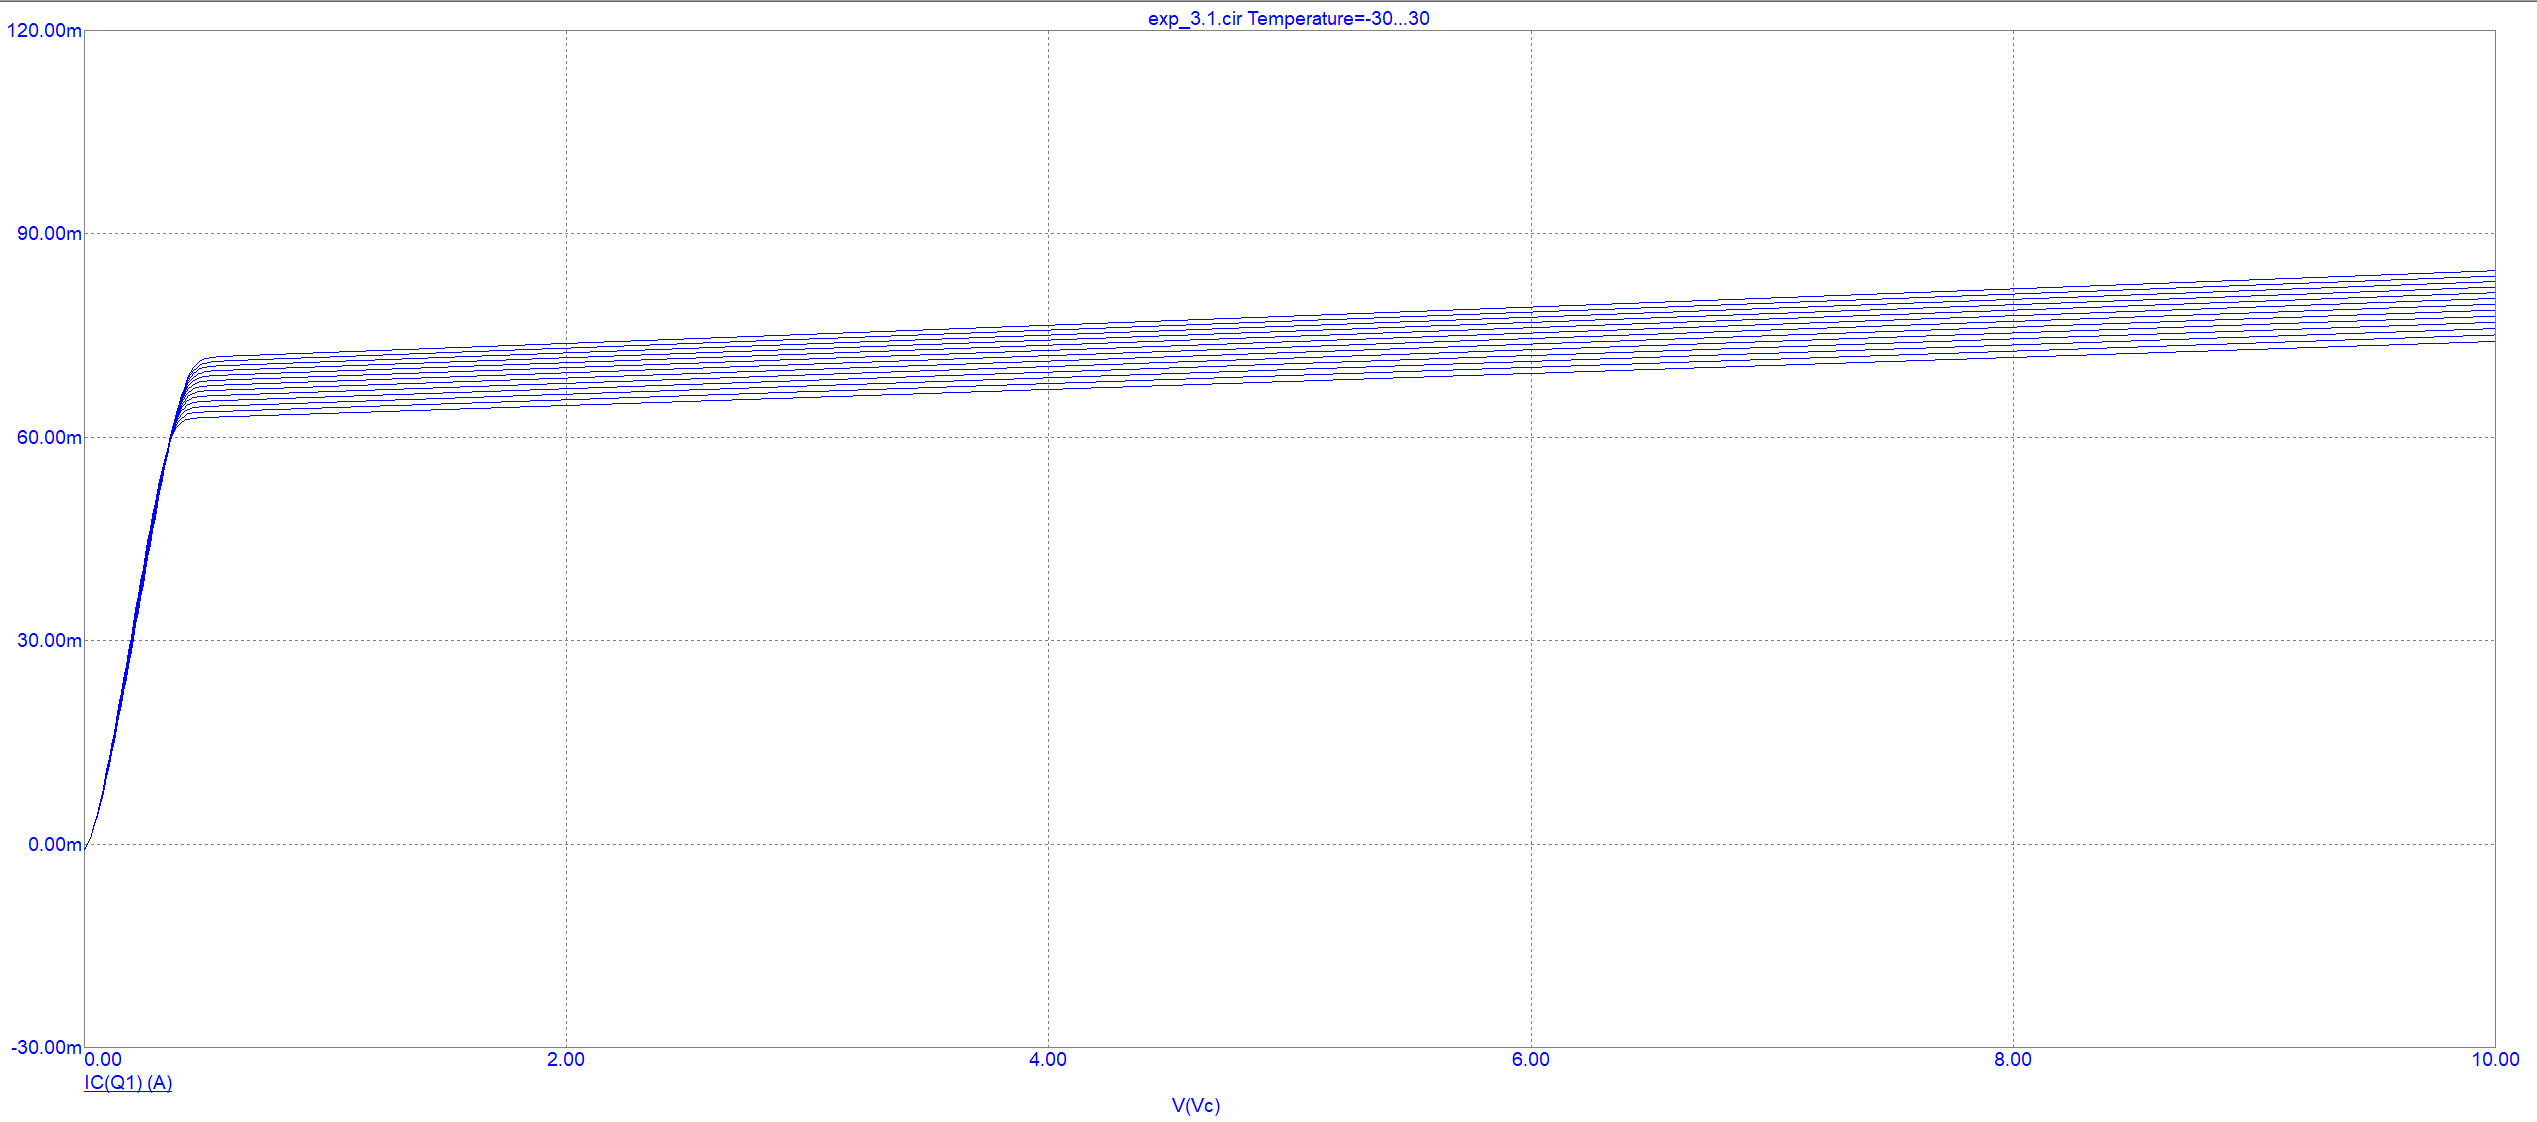 exp_3.1.cir Temperature=-30...30
120.00m
90.00m
60.00m
30.00m
0.00m
-30.00m
0.00 2.00 4.00 6.00 8.00 10.00
IC(Q1) (A)
V(Vc)